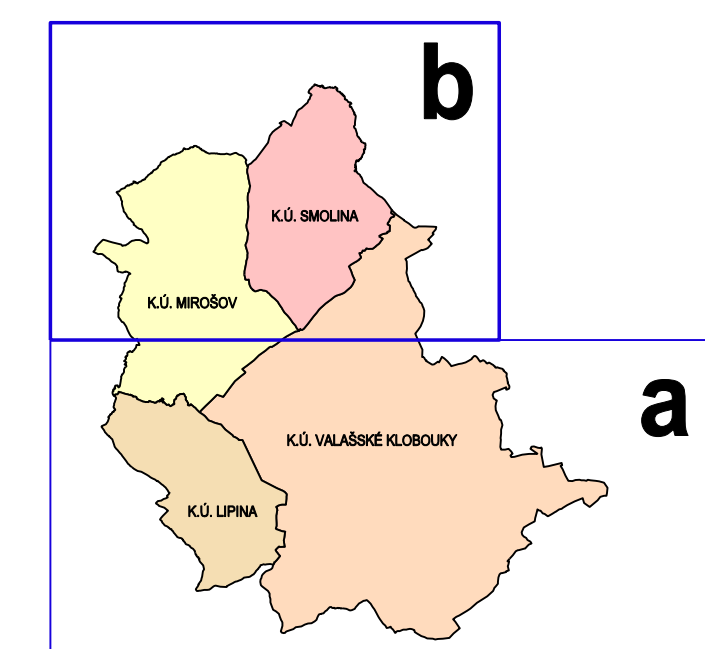 b
K.Ú. SMOLINA
K.Ú. MIROŠOV
a
K.Ú. VALAŠSKÉ KLOBOUKY
K.Ú. LIPINA